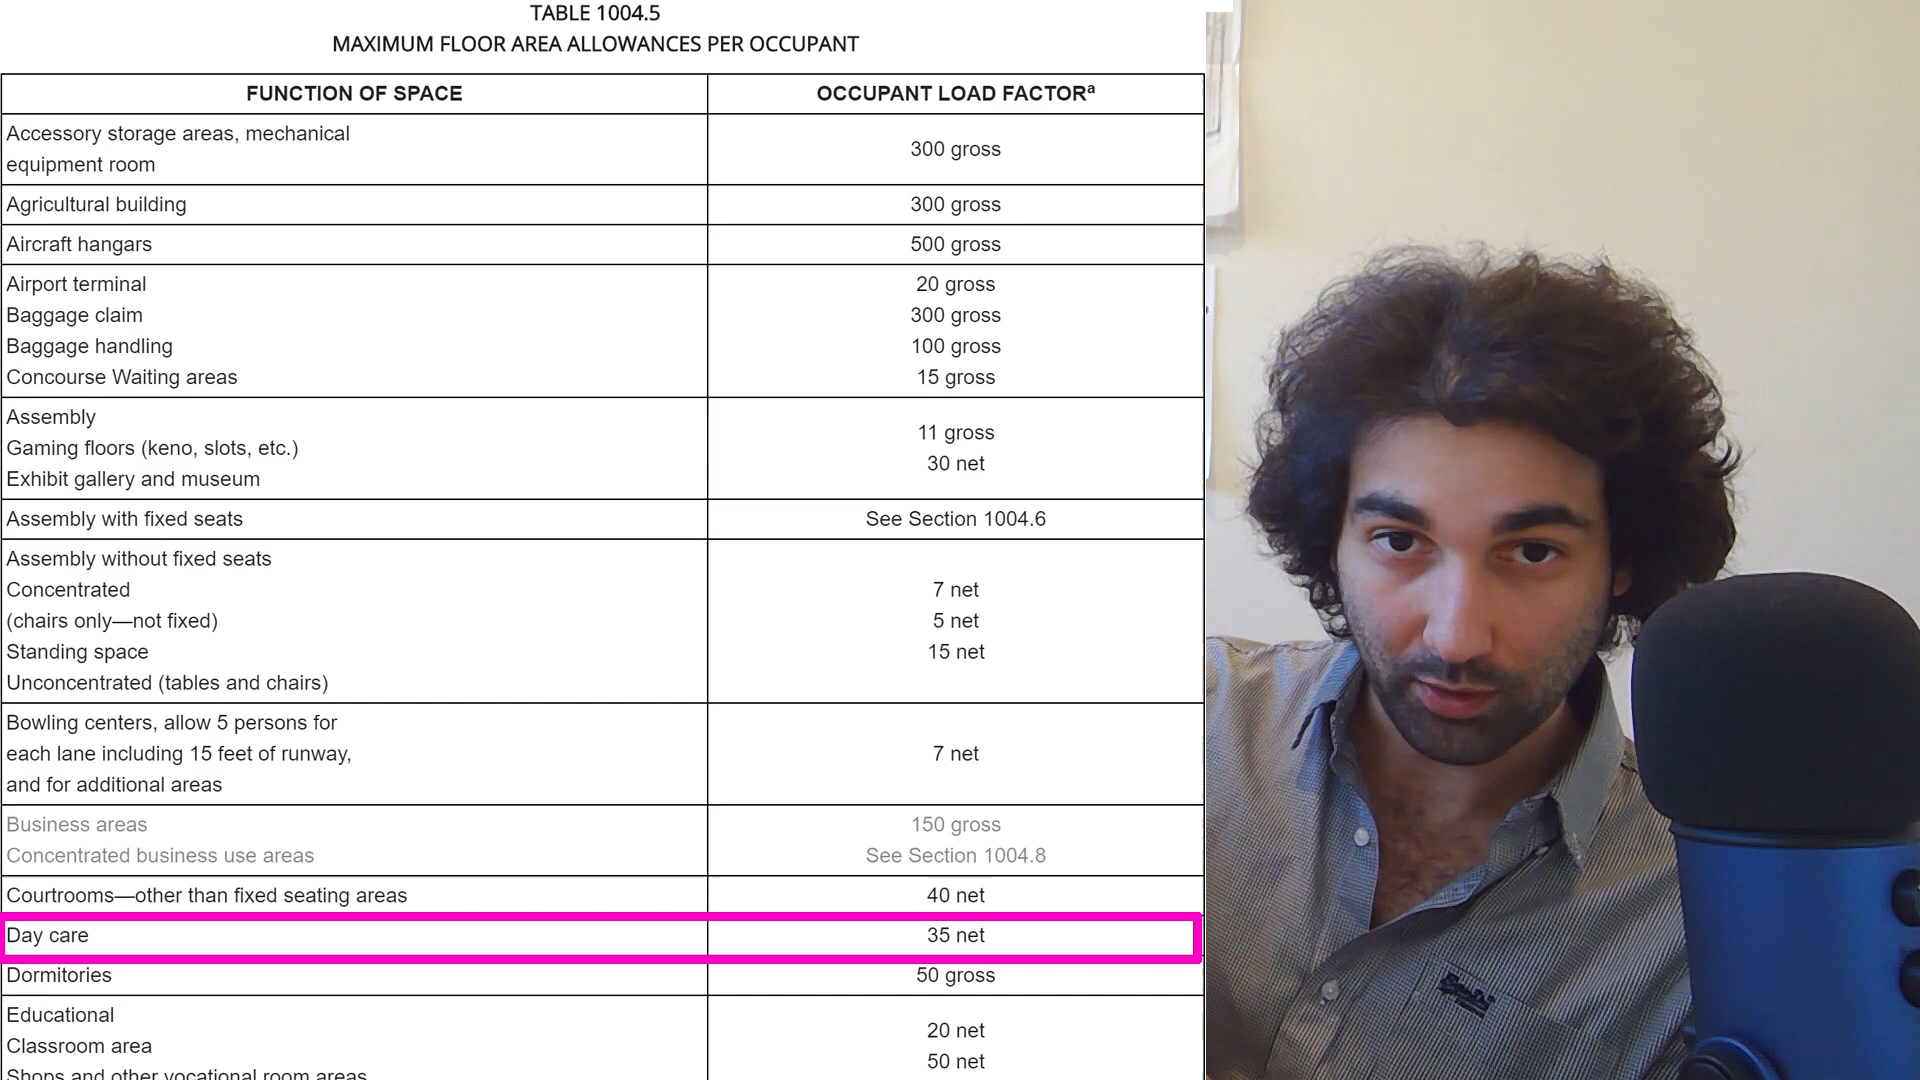 TABLE 1004.5
MAXIMUM FLOOR AREA ALLOWANCES PER OCCUPANT
FUNCTION OF SPACE
OCCUPANT LOAD FACTORᵃ
Accessory storage areas, mechanical
equipment room
300 gross
Agricultural building
300 gross
Aircraft hangars
500 gross
Airport terminal
20 gross
Baggage claim
300 gross
Baggage handling
100 gross
Concourse Waiting areas
15 gross
Assembly
Gaming floors (keno, slots, etc.)
Exhibit gallery and museum
11 gross
30 net
Assembly with fixed seats
See Section 1004.6
Assembly without fixed seats
Concentrated
(chairs only—not fixed)
Standing space
Unconcentrated (tables and chairs)
7 net
5 net
15 net
Bowling centers, allow 5 persons for
each lane including 15 feet of runway,
and for additional areas
7 net
Business areas
150 gross
Concentrated business use areas
See Section 1004.8
Courtrooms—other than fixed seating areas
40 net
Day care
35 net
Dormitories
50 gross
Educational
Classroom area
Shops and other vocational room areas
20 net
50 net